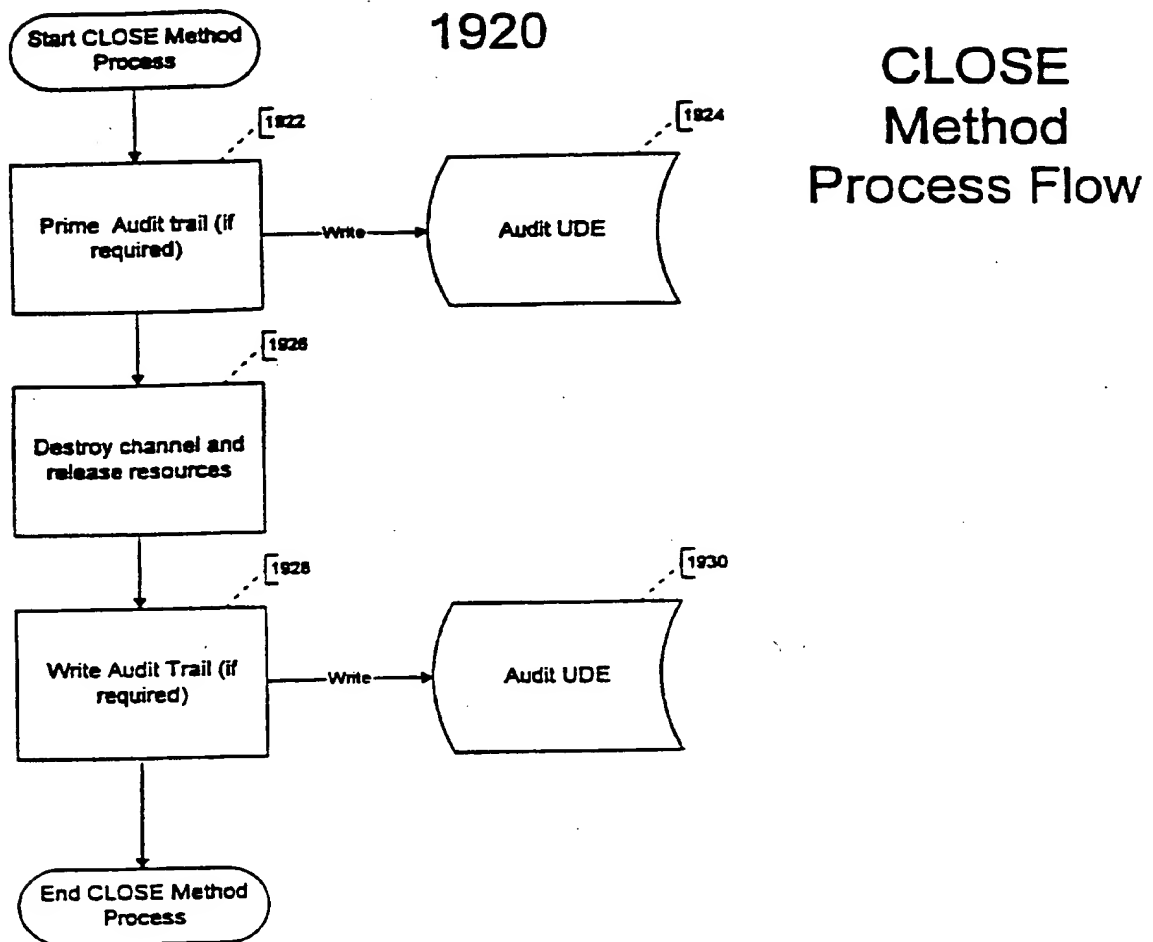 Start CLOSE Method
Process
1920
CLOSE
Method
Process Flow
1922
1924
Prime Audit trail (if
required)
Write
Audit UDE
1926
Destroy channel and
release resources
1928
1930
Write Audit Trail (if
required)
Write
Audit UDE
End CLOSE Method
Process